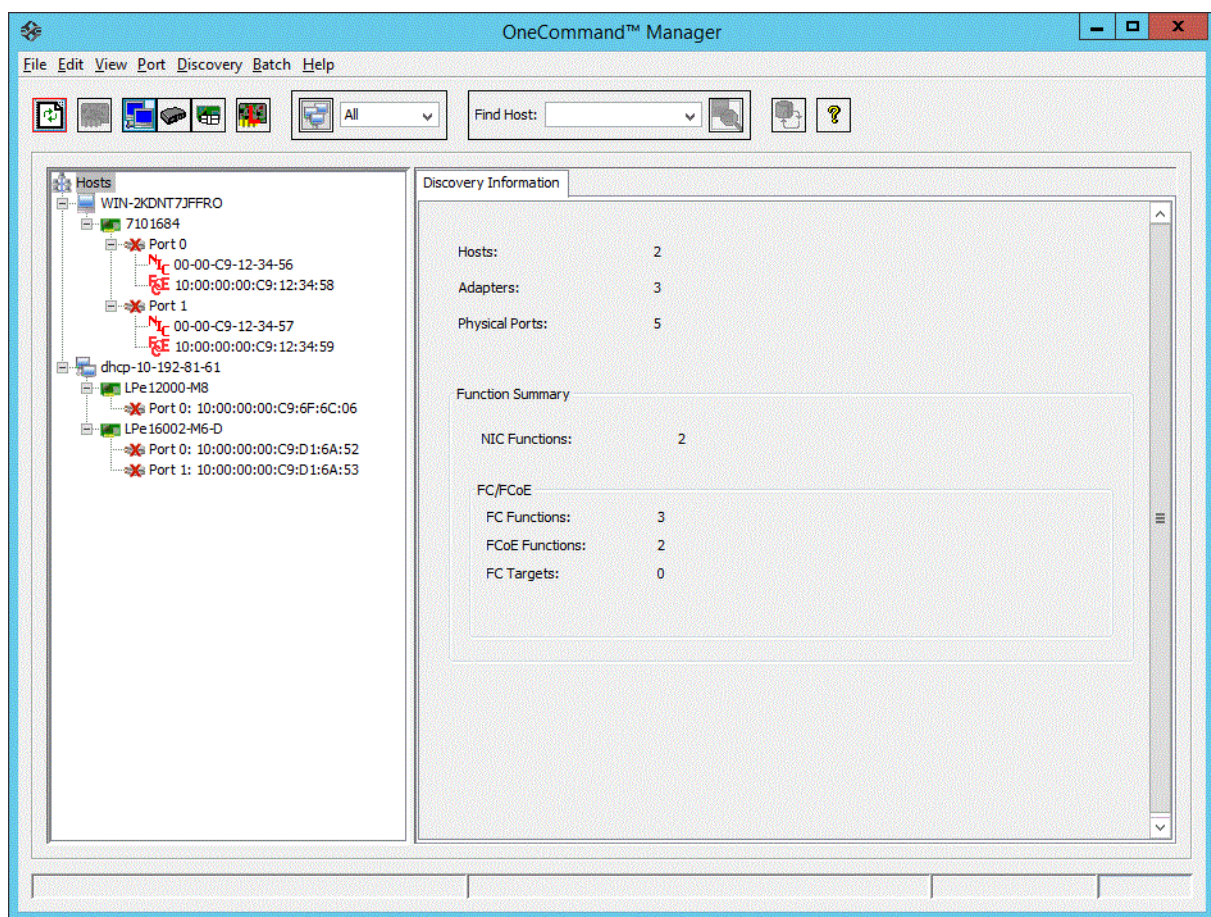 OneCommand™ Manager
File Edit View Port Discovery Batch Help
All
Find Host:
Hosts
WIN-2KDNT7JFFRO
7101684
Port 0
NIC 00-00-C9-12-34-56
FCoE 10:00:00:00:C9:12:34:58
Port 1
NIC 00-00-C9-12-34-57
FCoE 10:00:00:00:C9:12:34:59
dhcp-10-192-81-61
LPe12000-M8
Port 0: 10:00:00:00:C9:6F:6C:06
LPe16002-M6-D
Port 0: 10:00:00:00:C9:D1:6A:52
Port 1: 10:00:00:00:C9:D1:6A:53
Discovery Information
Hosts: 2
Adapters: 3
Physical Ports: 5
Function Summary
NIC Functions: 2
FC/FCoE
FC Functions: 3
FCoE Functions: 2
FC Targets: 0